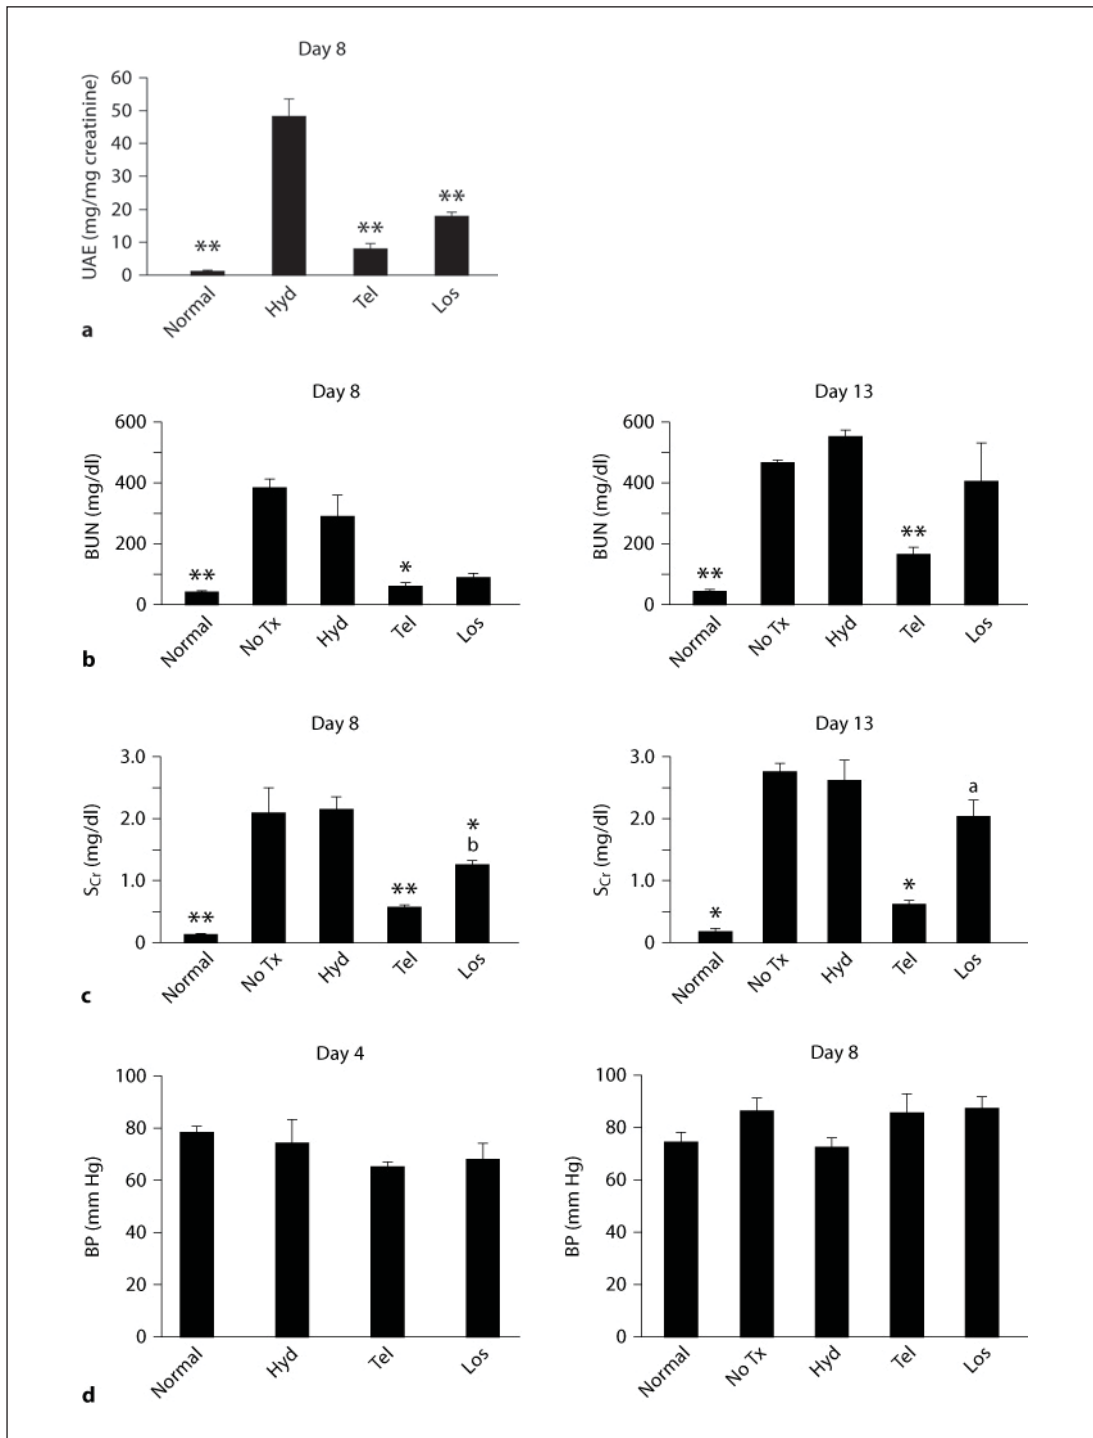 Day 8
UAE (mg/mg creatinine)
60
50
40
30
20
10
0
**
**
**
Normal
Hyd
Tel
Los
a
Day 8
BUN (mg/dl)
600
400
200
0
**
*
Normal
No Tx
Hyd
Tel
Los
Day 13
BUN (mg/dl)
600
400
200
0
**
**
Normal
No Tx
Hyd
Tel
Los
b
Day 8
SCr (mg/dl)
3.0
2.0
1.0
0
**
**
*
b
Normal
No Tx
Hyd
Tel
Los
Day 13
SCr (mg/dl)
3.0
2.0
1.0
0
*
*
a
Normal
No Tx
Hyd
Tel
Los
c
Day 4
BP (mm Hg)
100
80
60
40
20
0
Normal
Hyd
Tel
Los
Day 8
BP (mm Hg)
100
80
60
40
20
0
Normal
No Tx
Hyd
Tel
Los
d